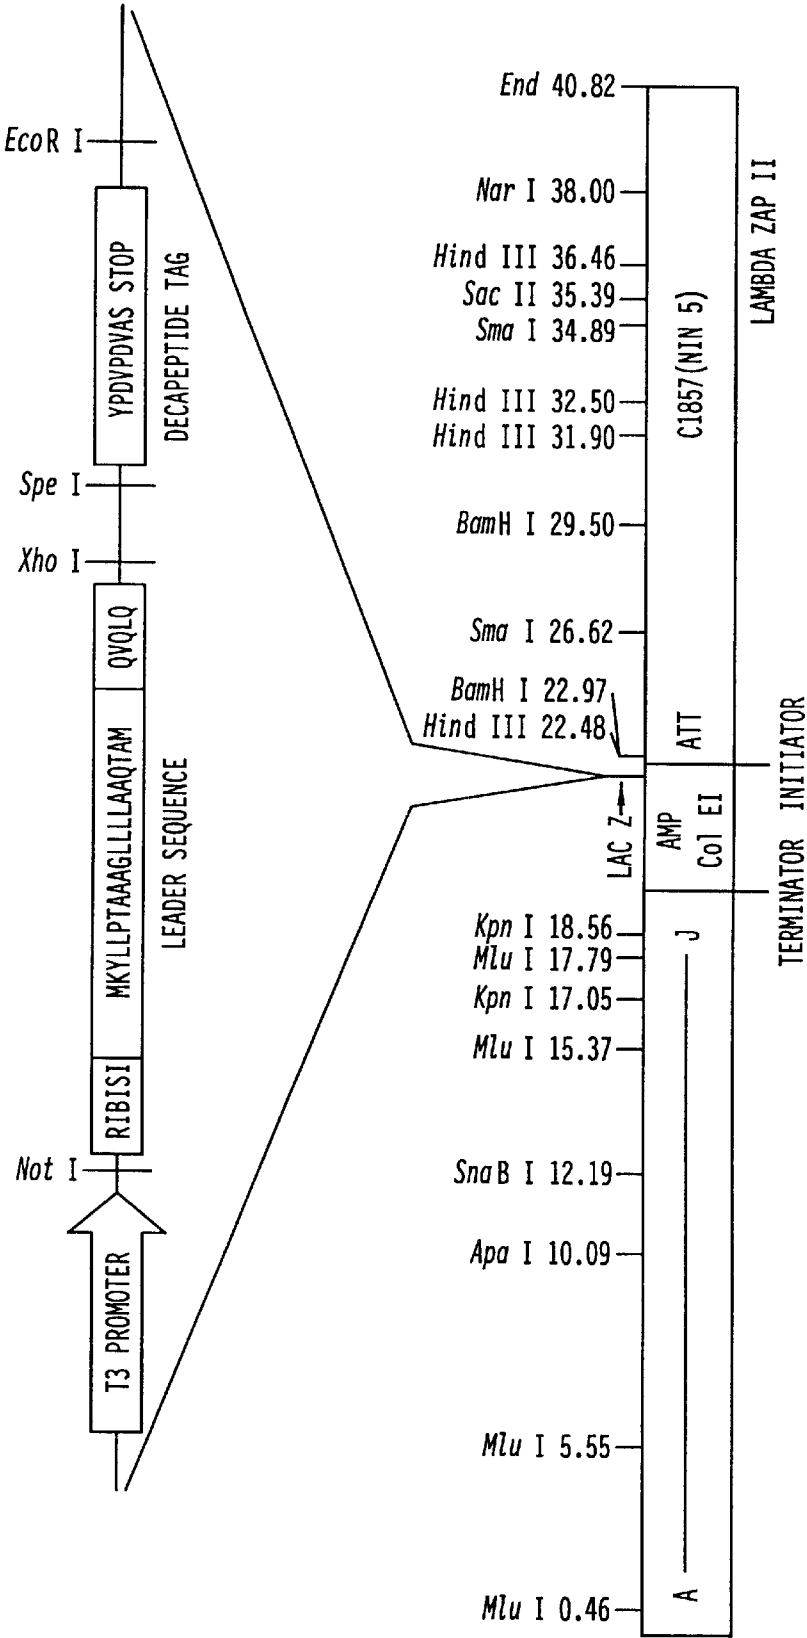 EcoR I
YPDVPDVAS STOP
DECAPEPTIDE TAG
Spe I
Xho I
QVQLQ
MKYLLPTAAAGLLLLAAQTAM
LEADER SEQUENCE
RIBISI
Not I
T3 PROMOTER
End 40.82
Nar I 38.00
Hind III 36.46
Sac II 35.39
Sma I 34.89
Hind III 32.50
Hind III 31.90
BamH I 29.50
Sma I 26.62
BamH I 22.97
Hind III 22.48
LAC Z
Kpn I 18.56
Mlu I 17.79
Kpn I 17.05
Mlu I 15.37
SnaB I 12.19
Apa I 10.09
Mlu I 5.55
Mlu I 0.46
C1857(NIN 5)
LAMBDA ZAP II
ATT
INITIATOR
AMP
Col EI
TERMINATOR
J
A